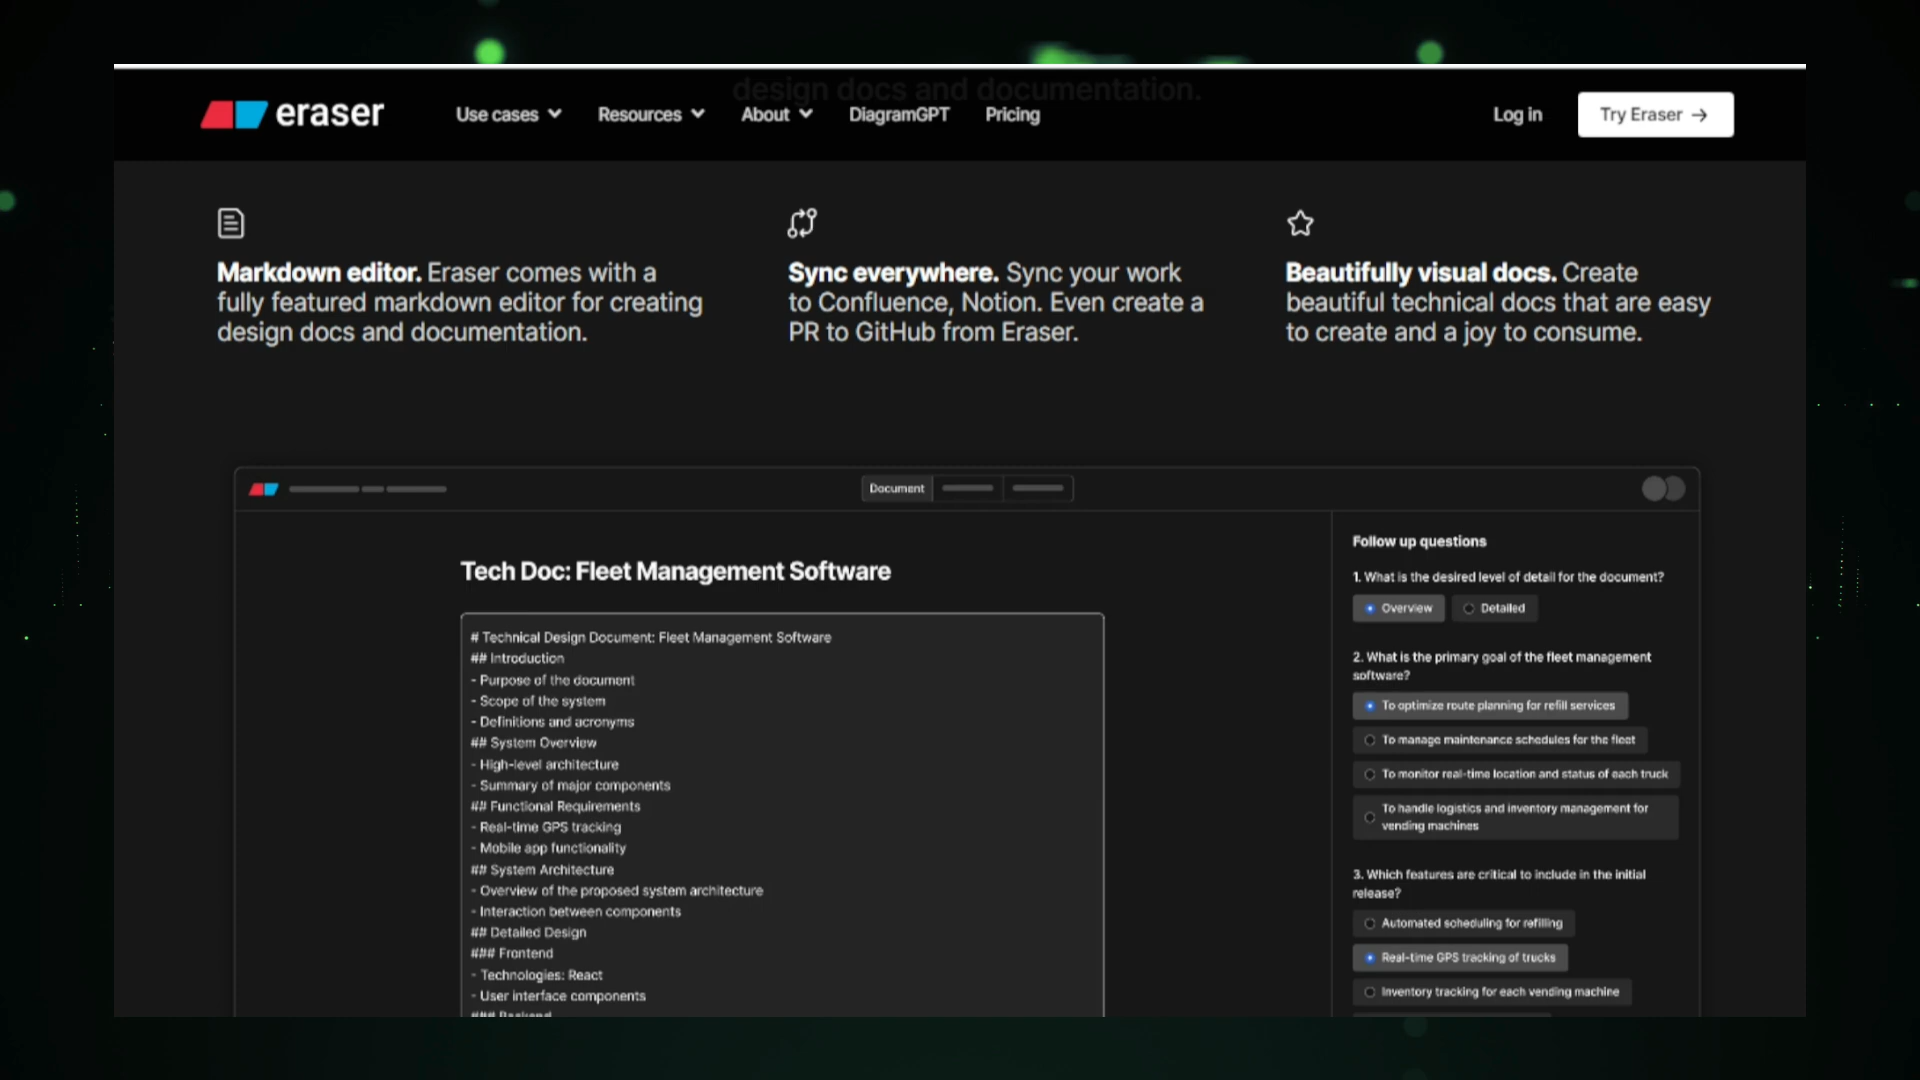 design docs and documentation.
eraser
Use cases
Resources
About
DiagramGPT
Pricing
Log in
Try Eraser →
Markdown editor. Eraser comes with a
fully featured markdown editor for creating
design docs and documentation.
Sync everywhere. Sync your work
to Confluence, Notion. Even create a
PR to GitHub from Eraser.
Beautifully visual docs. Create
beautiful technical docs that are easy
to create and a joy to consume.
Document
Tech Doc: Fleet Management Software
# Technical Design Document: Fleet Management Software
## Introduction
- Purpose of the document
- Scope of the system
- Definitions and acronyms
## System Overview
- High-level architecture
- Summary of major components
## Functional Requirements
- Real-time GPS tracking
- Mobile app functionality
## System Architecture
- Overview of the proposed system architecture
- Interaction between components
## Detailed Design
### Frontend
- Technologies: React
- User interface components
### Backend
Follow up questions
1. What is the desired level of detail for the document?
Overview
Detailed
2. What is the primary goal of the fleet management
software?
To optimize route planning for refill services
To manage maintenance schedules for the fleet
To monitor real-time location and status of each truck
To handle logistics and inventory management for
vending machines
3. Which features are critical to include in the initial
release?
Automated scheduling for refilling
Real-time GPS tracking of trucks
Inventory tracking for each vending machine